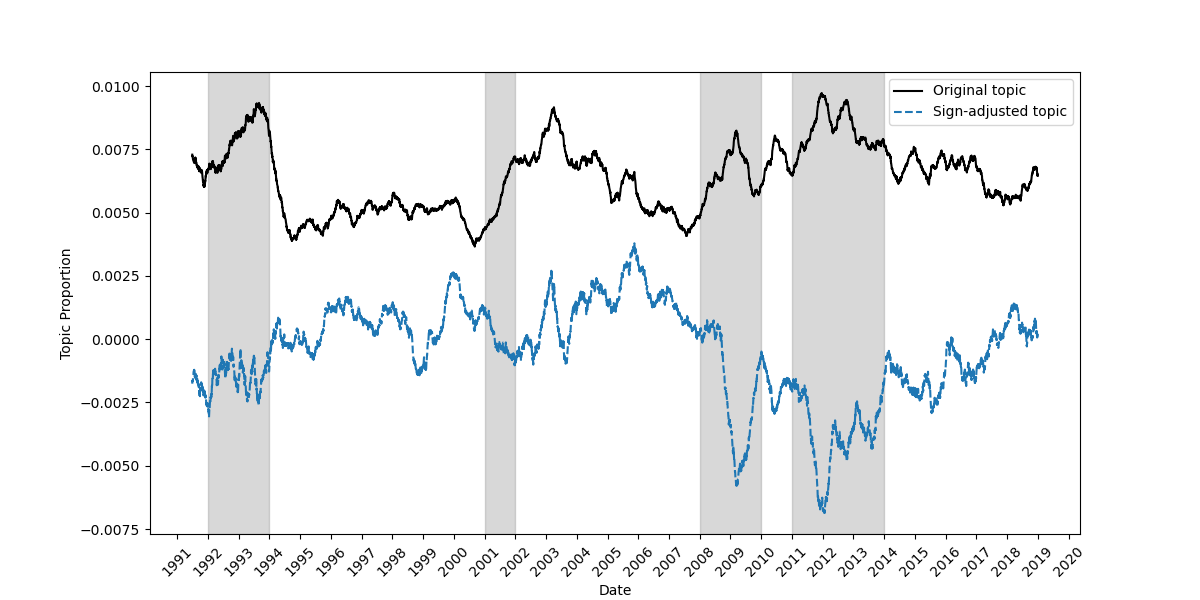 Original topic
Sign-adjusted topic
Topic Proportion
0.0100
0.0075
0.0050
0.0025
0.0000
−0.0025
−0.0050
−0.0075
1991 1992 1993 1994 1995 1996 1997 1998 1999 2000 2001 2002 2003 2004 2005 2006 2007 2008 2009 2010 2011 2012 2013 2014 2015 2016 2017 2018 2019 2020
Date